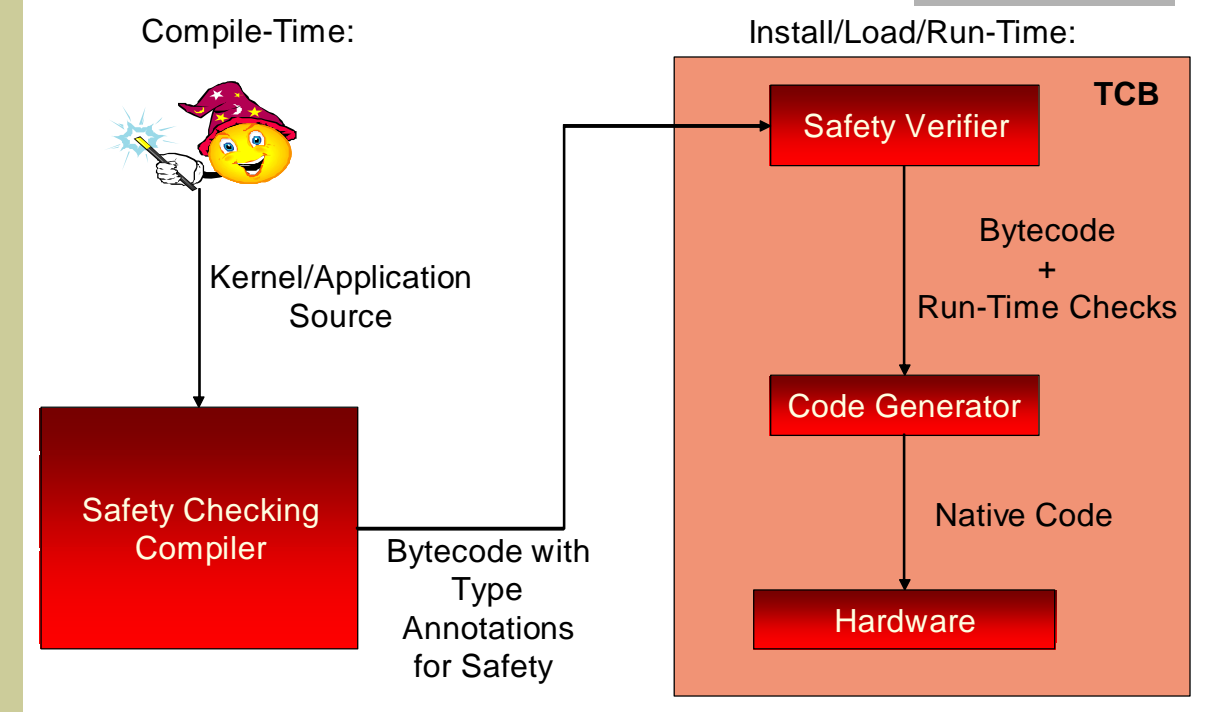 Compile-Time:
Install/Load/Run-Time:
TCB
Safety Verifier
Bytecode
+
Run-Time Checks
Kernel/Application
Source
Code Generator
Safety Checking
Compiler
Native Code
Bytecode with
Type
Annotations
for Safety
Hardware